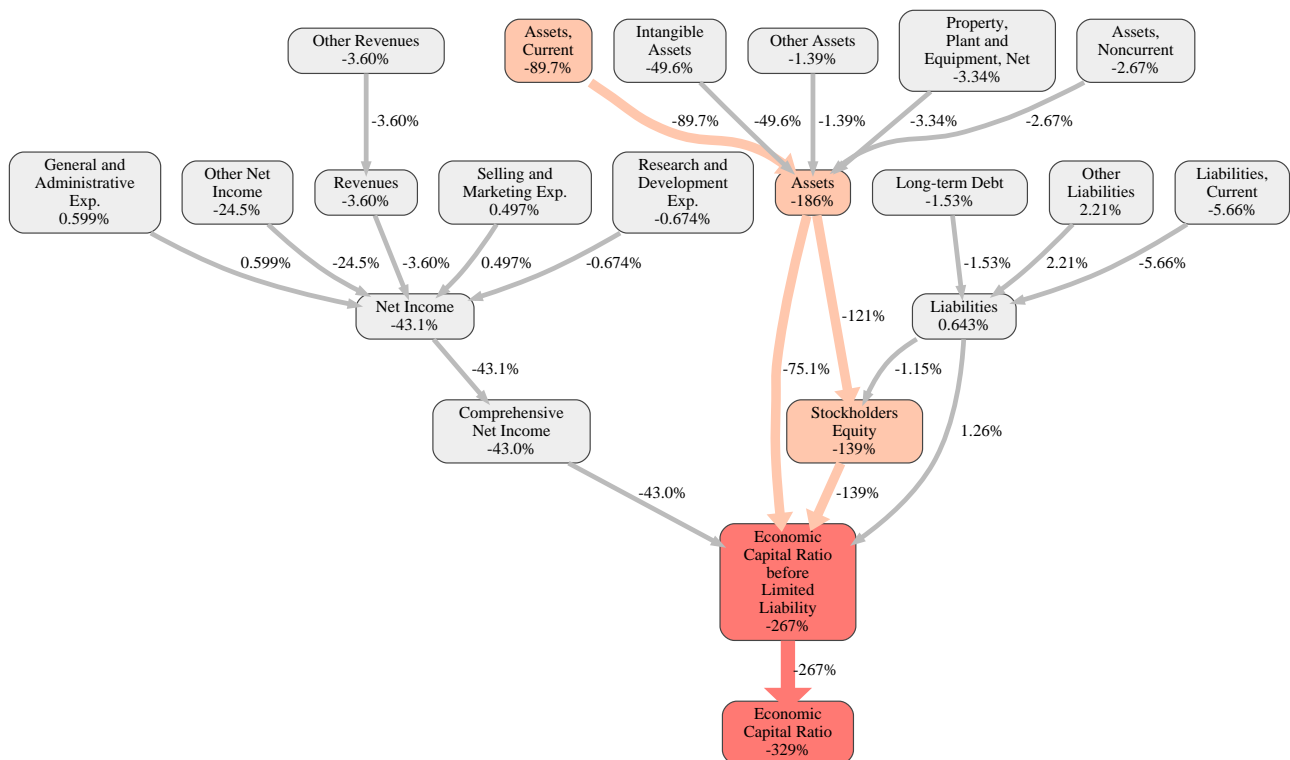 Other Revenues
-3.60%
Assets,
Current
-89.7%
Intangible
Assets
-49.6%
Other Assets
-1.39%
Property,
Plant and
Equipment, Net
-3.34%
Assets,
Noncurrent
-2.67%
-3.60%
-89.7%
-49.6%
-1.39%
-3.34%
-2.67%
General and
Administrative
Exp.
0.599%
Other Net
Income
-24.5%
Revenues
-3.60%
Selling and
Marketing Exp.
0.497%
Research and
Development
Exp.
-0.674%
Assets
-186%
Long-term Debt
-1.53%
Other
Liabilities
2.21%
Liabilities,
Current
-5.66%
0.599%
-24.5%
-3.60%
0.497%
-0.674%
-1.53%
2.21%
-5.66%
Net Income
-43.1%
-121%
Liabilities
0.643%
-43.1%
-75.1%
-1.15%
Comprehensive
Net Income
-43.0%
Stockholders
Equity
-139%
1.26%
-43.0%
-139%
Economic
Capital Ratio
before
Limited
Liability
-267%
-267%
Economic
Capital Ratio
-329%